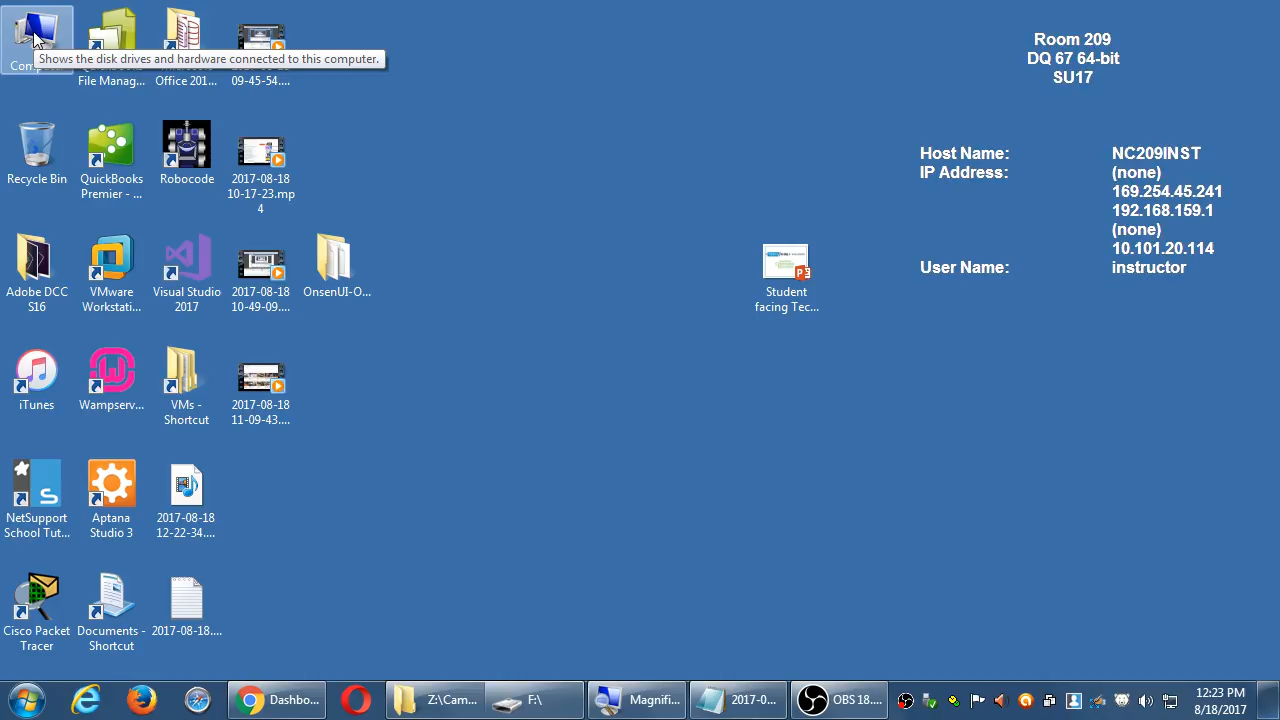 Room 209
DQ 67 64-bit
SU17
Shows the disk drives and hardware connected to this computer.
File Manag...
Office 201...
09-45-54....
Host Name:
NC209INST
IP Address:
(none)
169.254.45.241
192.168.159.1
(none)
10.101.20.114
User Name:
instructor
Recycle Bin
QuickBooks
Premier - ...
Robocode
2017-08-18
10-17-23.mp
4
Adobe DCC
S16
VMware
Workstati...
Visual Studio
2017
2017-08-18
10-49-09....
OnsenUI-O...
Student
facing Tec...
iTunes
Wampserv...
VMs -
Shortcut
2017-08-18
11-09-43....
NetSupport
School Tut...
Aptana
Studio 3
2017-08-18
12-22-34....
Cisco Packet
Tracer
Documents -
Shortcut
2017-08-18....
Dashbo...
Z:\Cam...
F:\
Magnifi...
2017-0...
OBS 18....
12:23 PM
8/18/2017